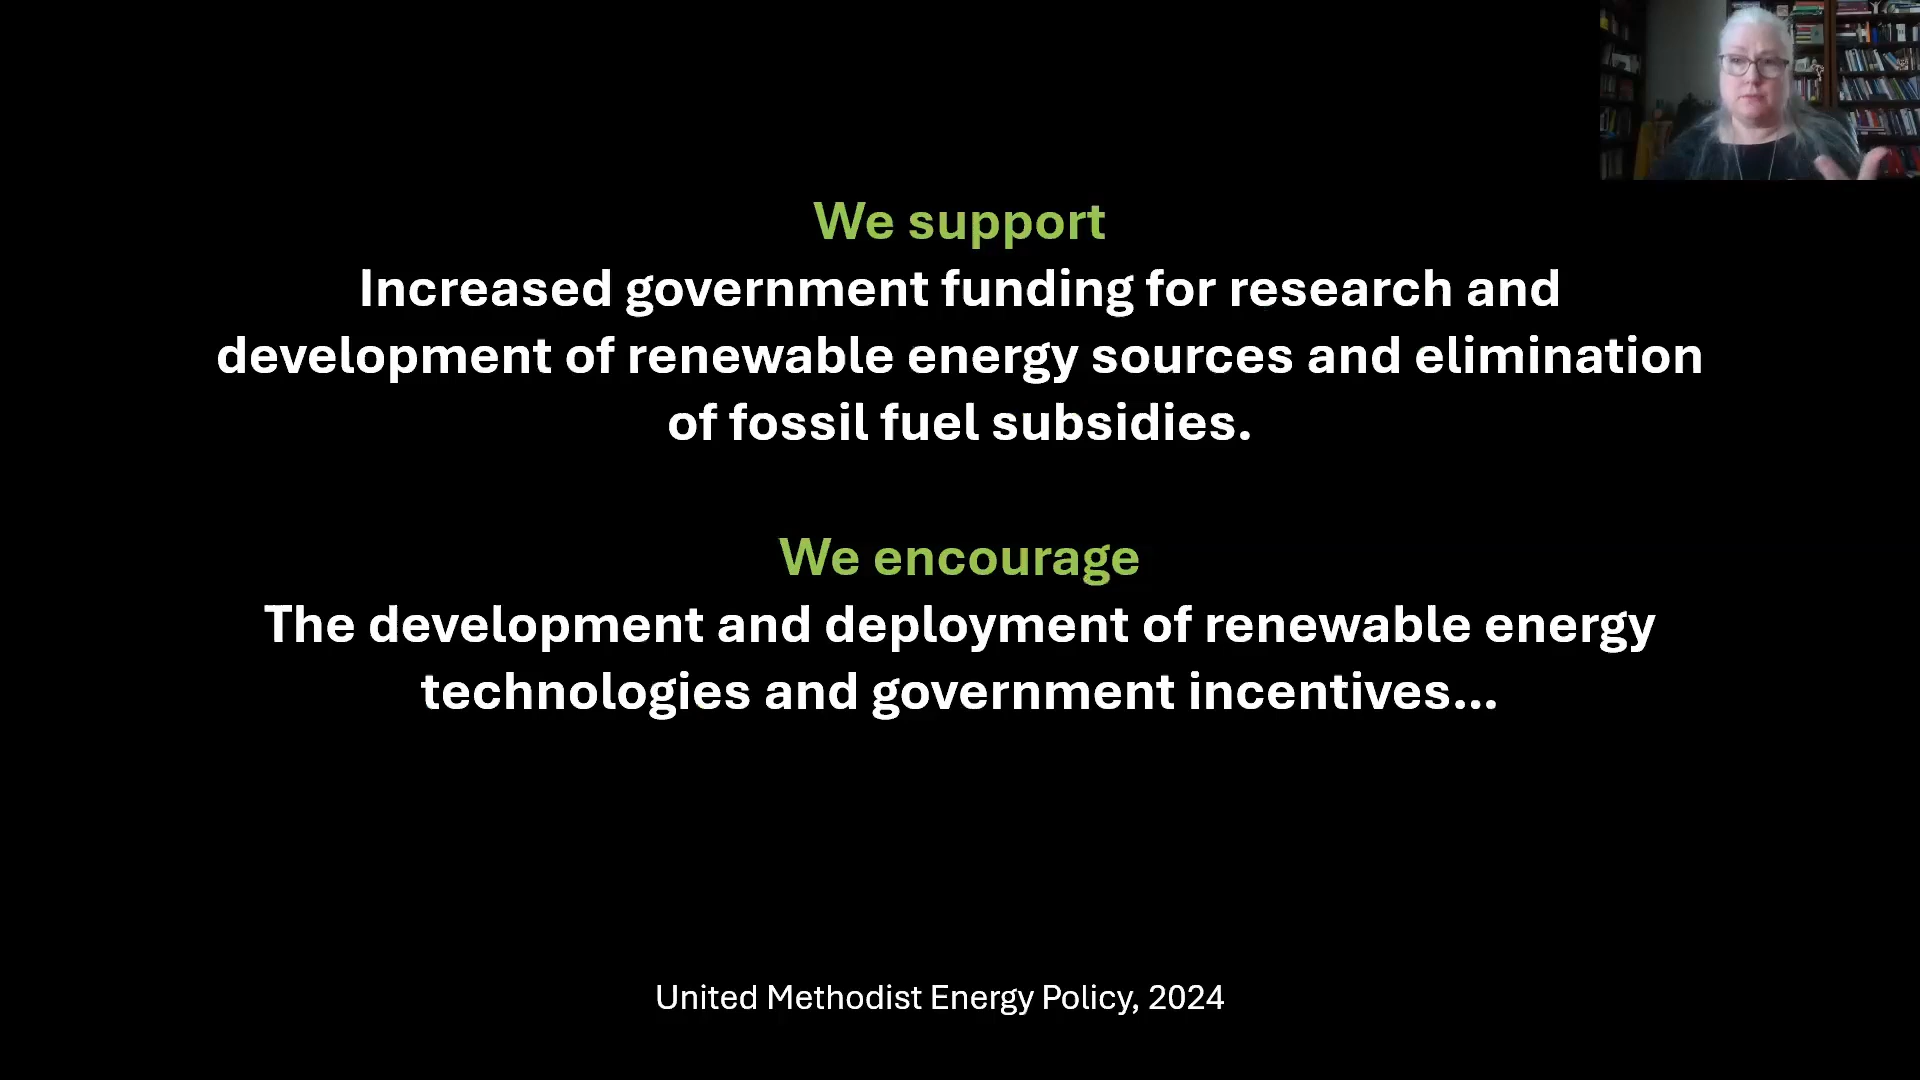 We support
Increased government funding for research and
development of renewable energy sources and elimination
of fossil fuel subsidies.
We encourage
The development and deployment of renewable energy
technologies and government incentives...
United Methodist Energy Policy, 2024